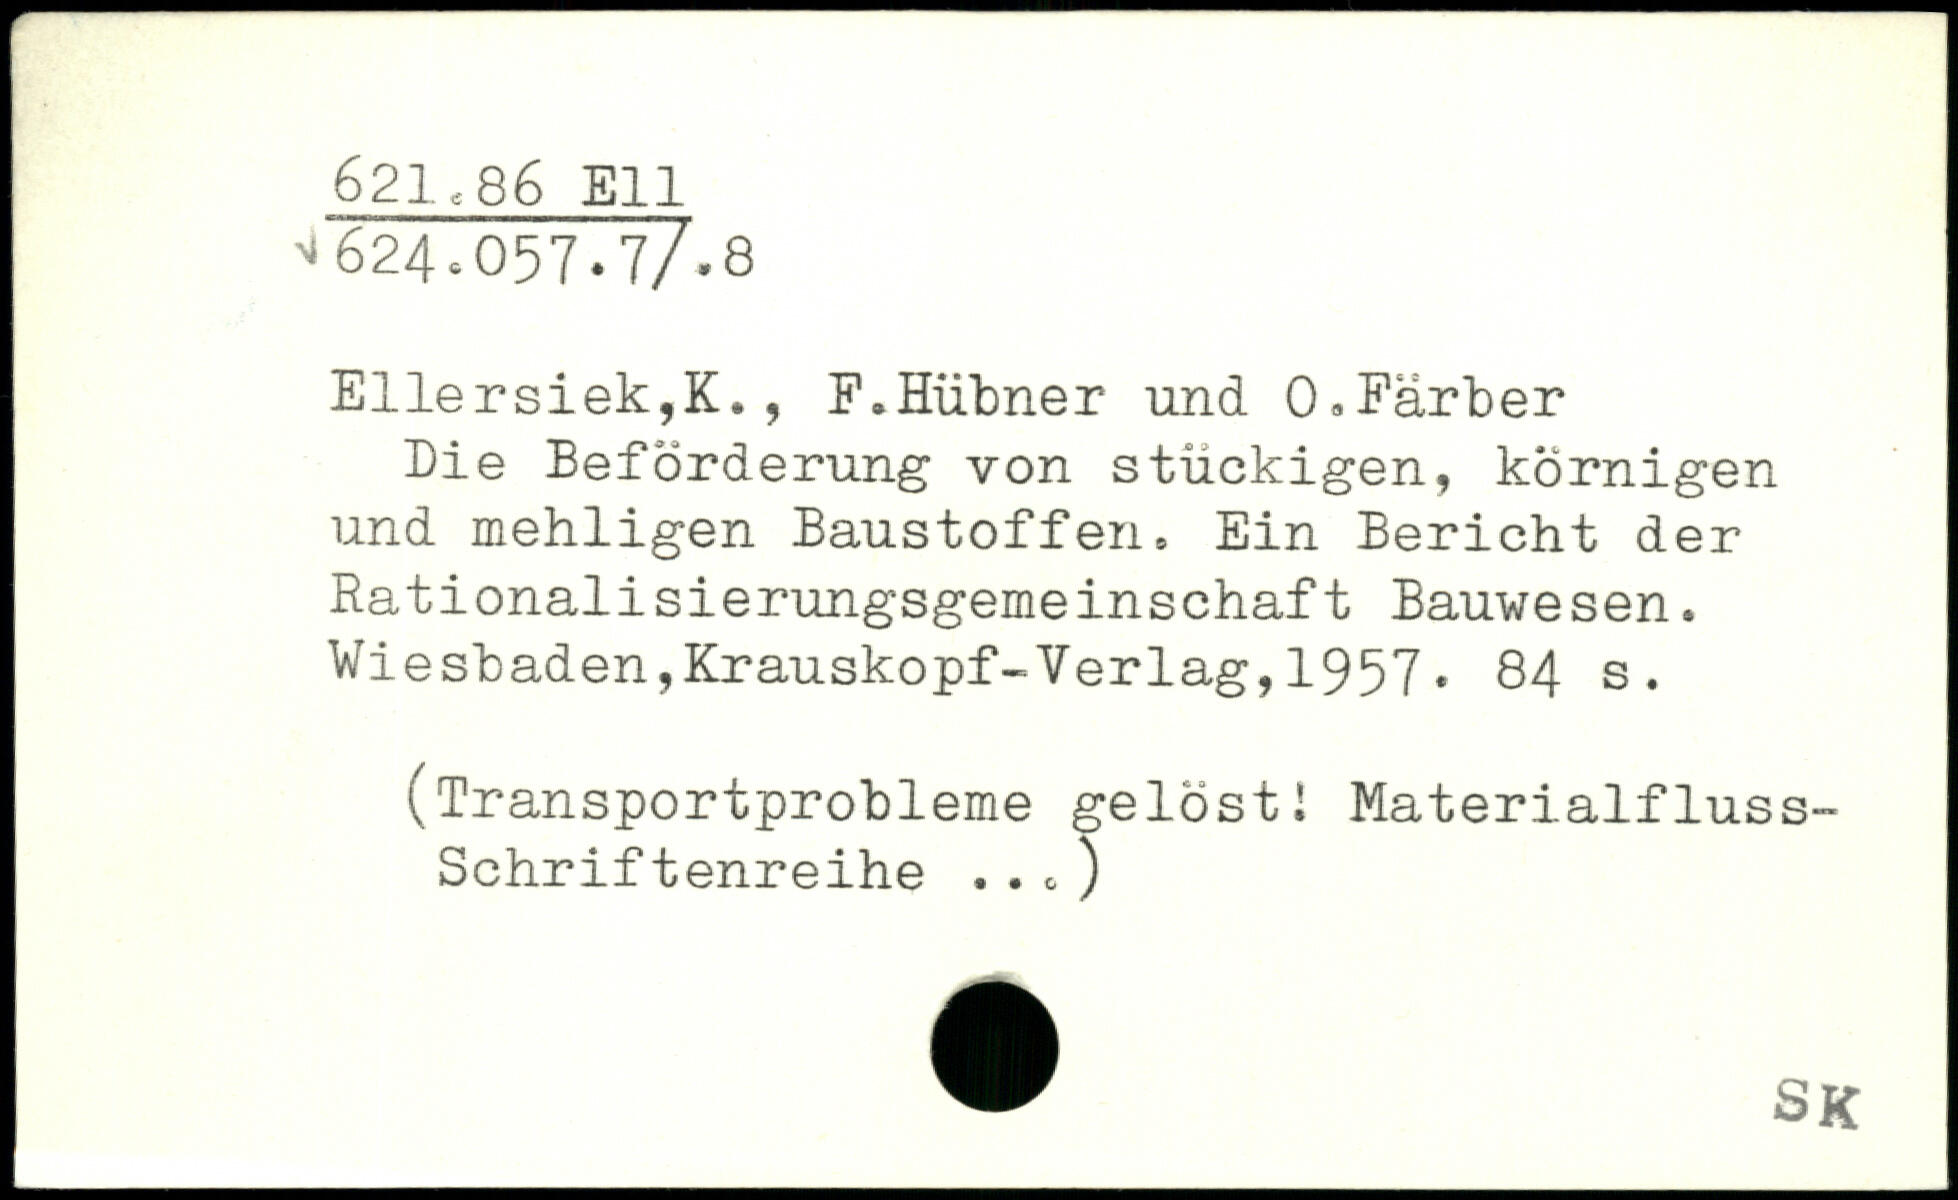 621.86 Ell
624.057.7/.8
Ellersiek,K., F.Hübner und O.Färber
Die Beförderung von stückigen, körnigen
und mehligen Baustoffen. Ein Bericht der
Rationalisierungsgemeinschaft Bauwesen.
Wiesbaden,Krauskopf-Verlag,1957. 84 s.
(Transportprobleme gelöst! Materialfluss-
Schriftenreihe ...)
SK